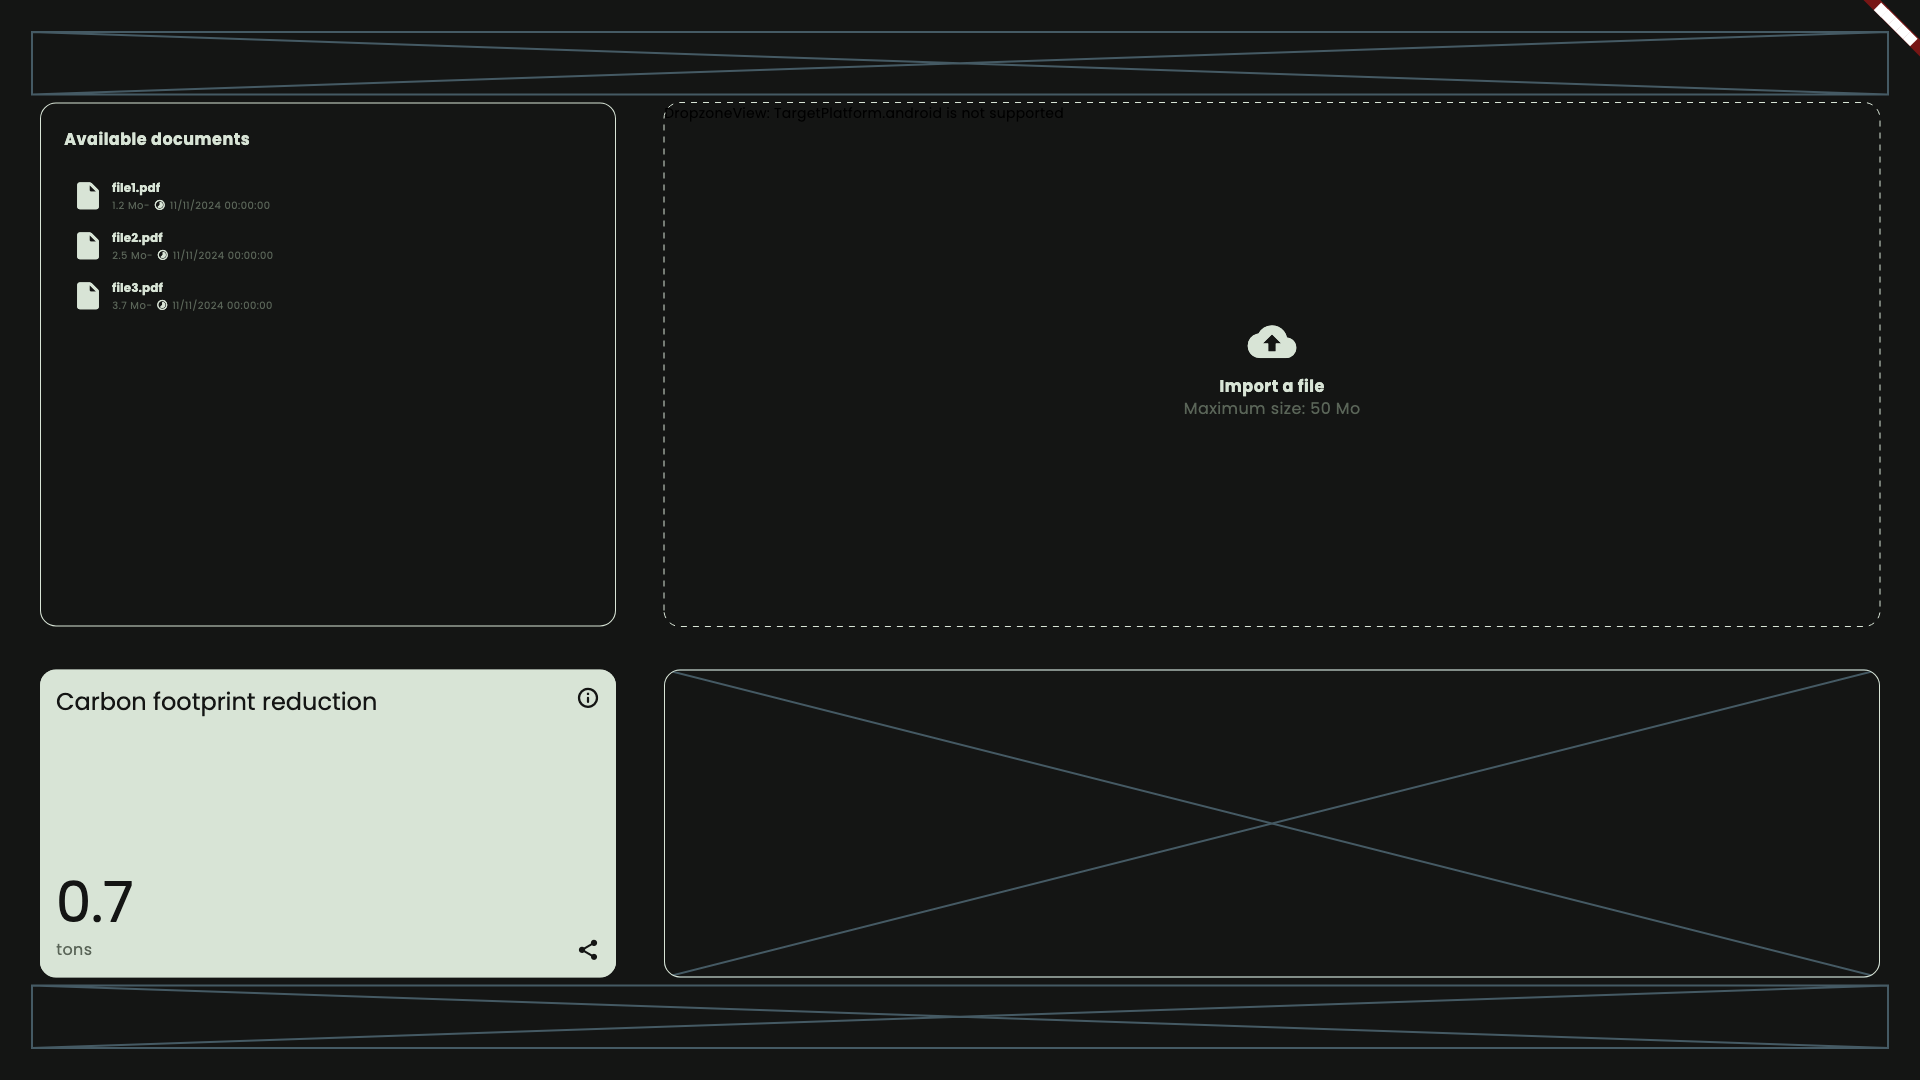 DropzoneView: TargetPlatform.android is not supported
Available documents
file1.pdf
1.2 Mo- 11/11/2024 00:00:00
file2.pdf
2.5 Mo- 11/11/2024 00:00:00
file3.pdf
3.7 Mo- 11/11/2024 00:00:00
Import a file
Maximum size: 50 Mo
Carbon footprint reduction
0.7
tons